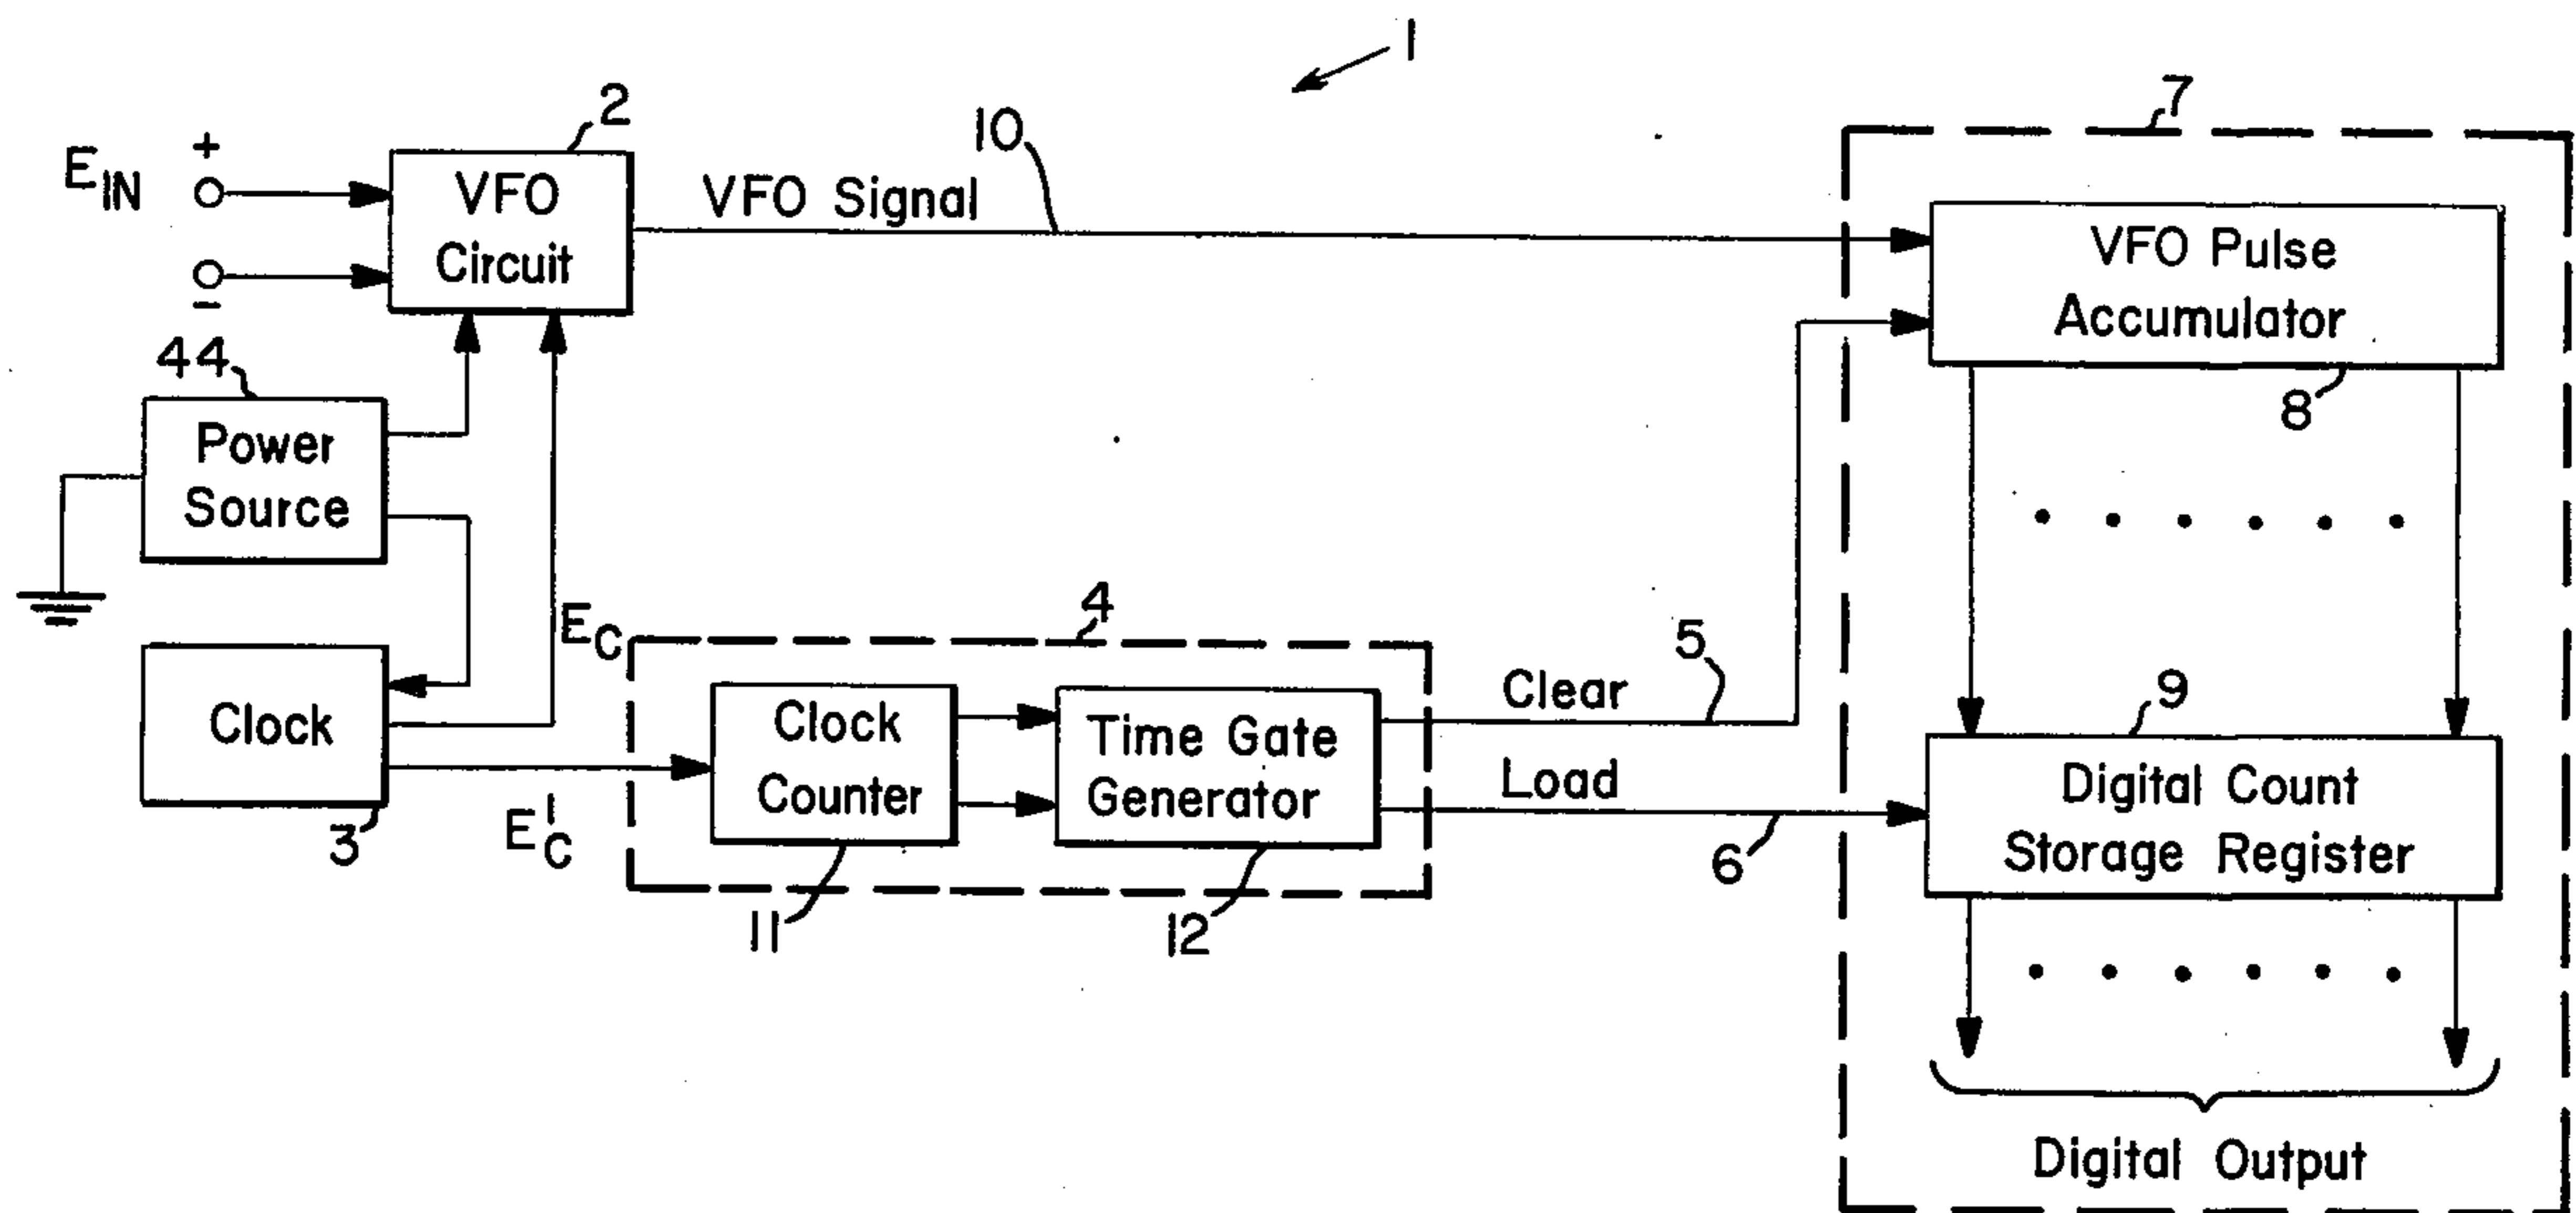 1
2
7
+
E_IN
−
VFO
Circuit
VFO Signal
10
VFO Pulse
Accumulator
8
44
Power
Source
E_C
4
Clock
3
E'_C
Clock
Counter
11
Time Gate
Generator
12
Clear
5
Load
6
9
Digital Count
Storage Register
Digital Output